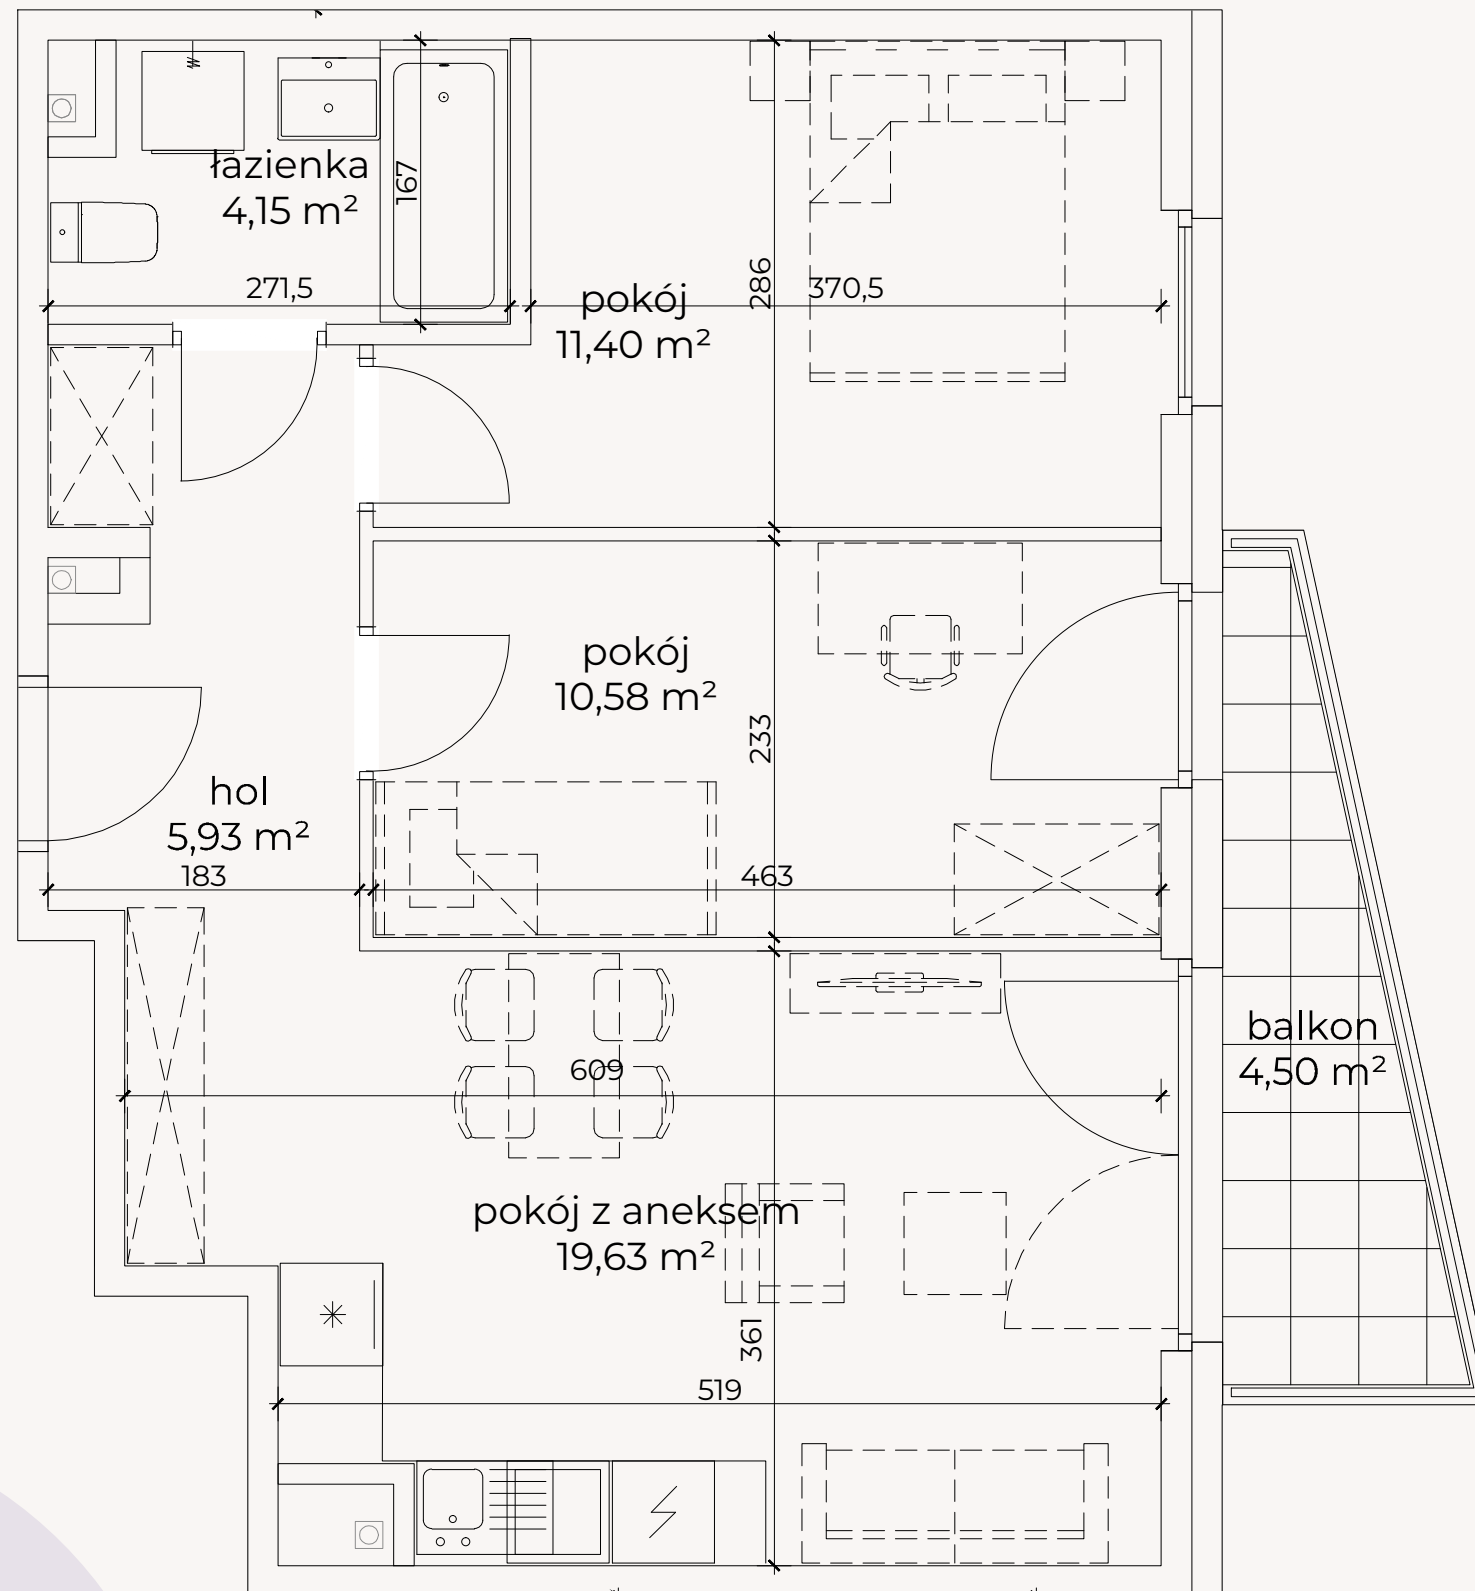 łazienka
4,15 m²
167
271,5
pokój
11,40 m²
286
370,5
pokój
10,58 m²
233
hol
5,93 m²
183
463
609
balkon
4,50 m²
pokój z aneksem
19,63 m²
361
519